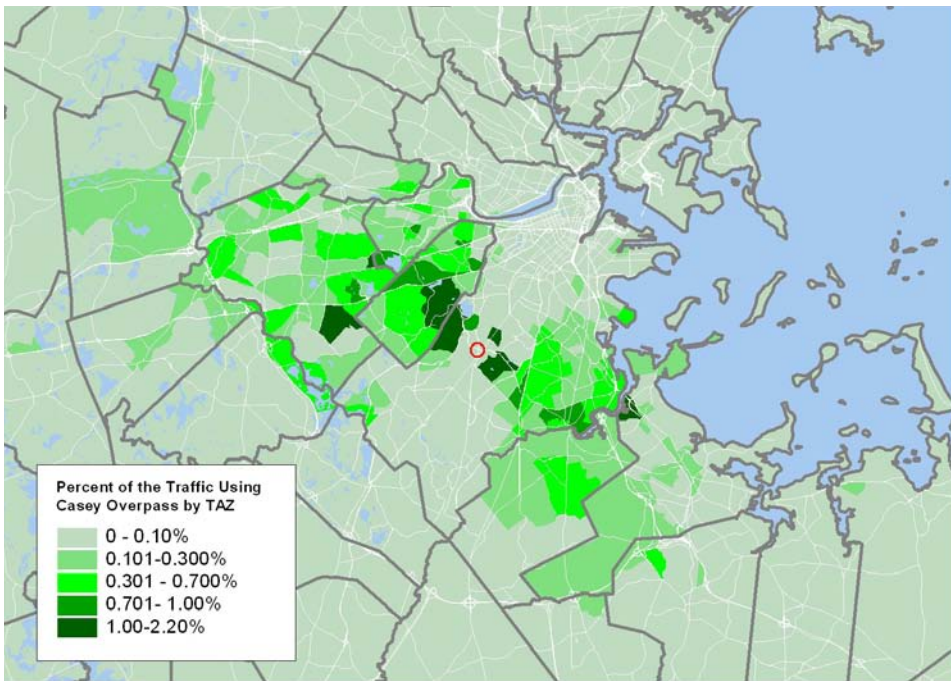 Percent of the Traffic Using
Casey Overpass by TAZ
0 - 0.10%
0.101-0.300%
0.301 - 0.700%
0.701- 1.00%
1.00-2.20%